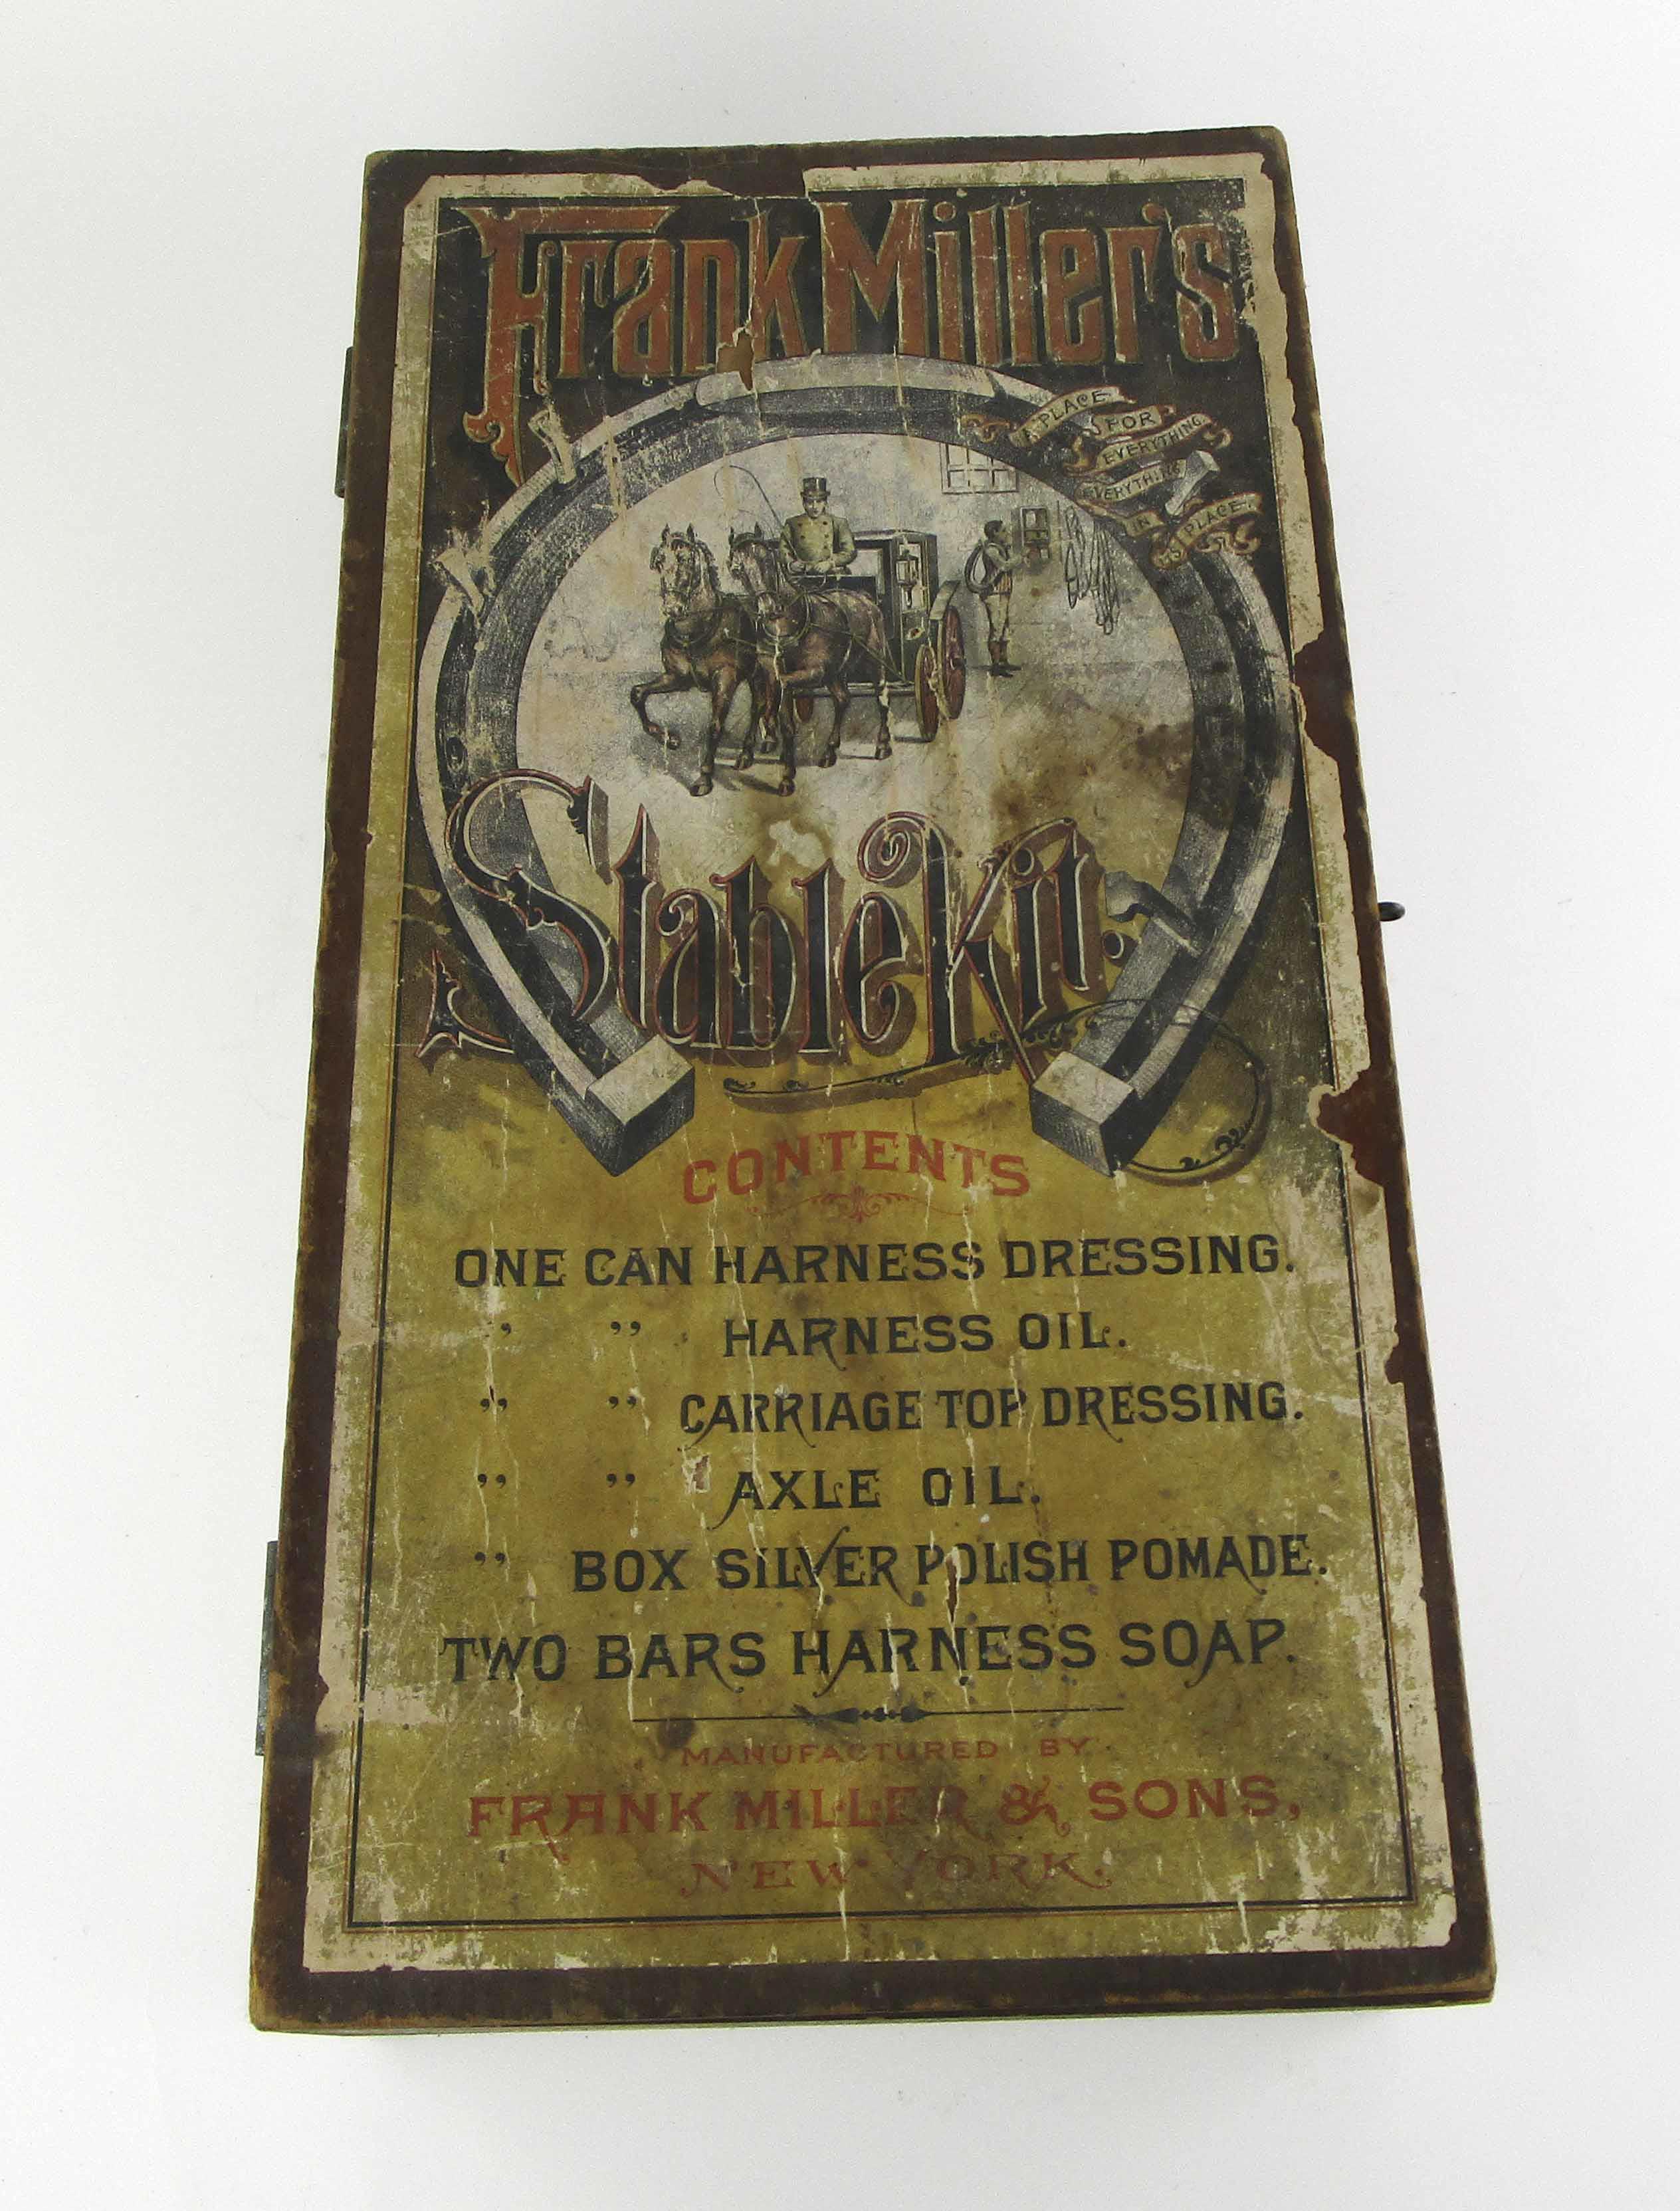 Frank Miller's
A PLACE
FOR
EVERYTHING
EVERYTHING
IN
ITS PLACE.
Stable Kit.
CONTENTS
ONE CAN HARNESS DRESSING.
" " HARNESS OIL.
" " CARRIAGE TOP DRESSING.
" " AXLE OIL.
" BOX SILVER POLISH POMADE.
TWO BARS HARNESS SOAP.
MANUFACTURED BY
FRANK MILLER & SONS,
NEW YORK.